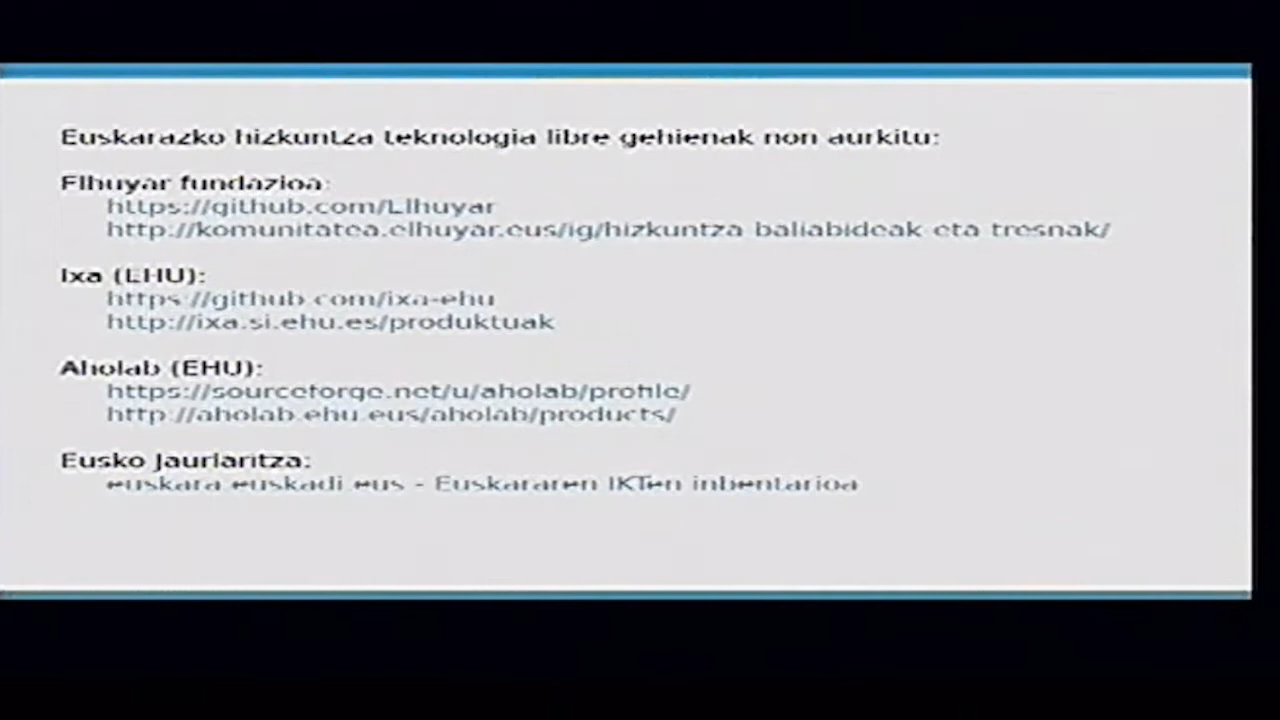 Euskarazko hizkuntza teknologia libre gehienak non aurkitu:
Elhuyar fundazioa:
https://github.com/Elhuyar
http://komunitatea.elhuyar.eus/ig/hizkuntza-baliabideak-eta-tresnak/
Ixa (EHU):
https://github.com/ixa-ehu
http://ixa.si.ehu.es/produktuak
Aholab (EHU):
https://sourceforge.net/u/aholab/profile/
http://aholab.ehu.eus/aholab/products/
Eusko Jaurlaritza:
euskara.euskadi.eus - Euskararen IKTen inbentarioa